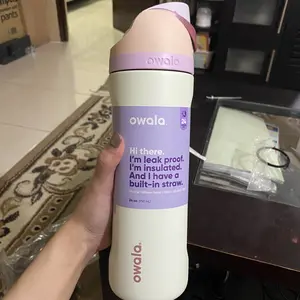 owala
owala
Hi there.
I'm leak proof.
I'm insulated.
And I have a
built-in straw.
owala.